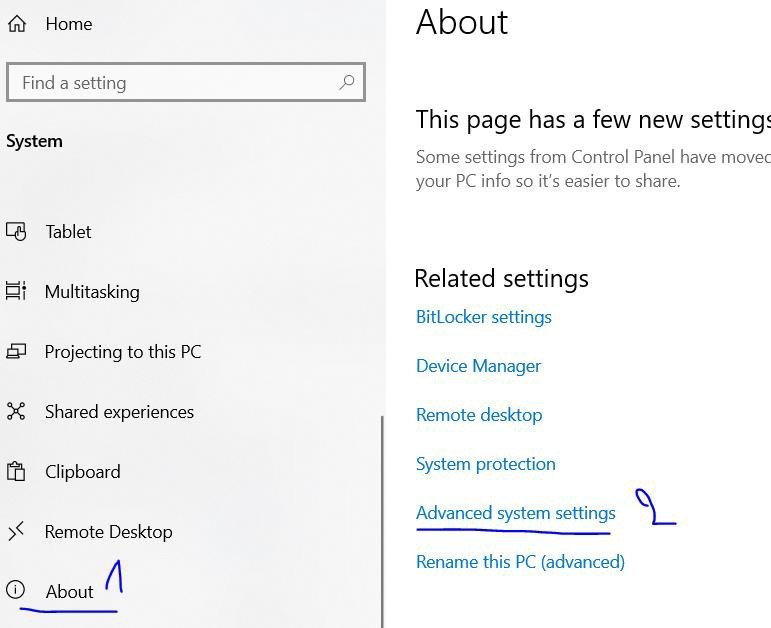 Home
Find a setting
System
Tablet
Multitasking
Projecting to this PC
Shared experiences
Clipboard
Remote Desktop
About 1
About
This page has a few new settings
Some settings from Control Panel have moved
your PC info so it's easier to share.
Related settings
BitLocker settings
Device Manager
Remote desktop
System protection
Advanced system settings 2
Rename this PC (advanced)